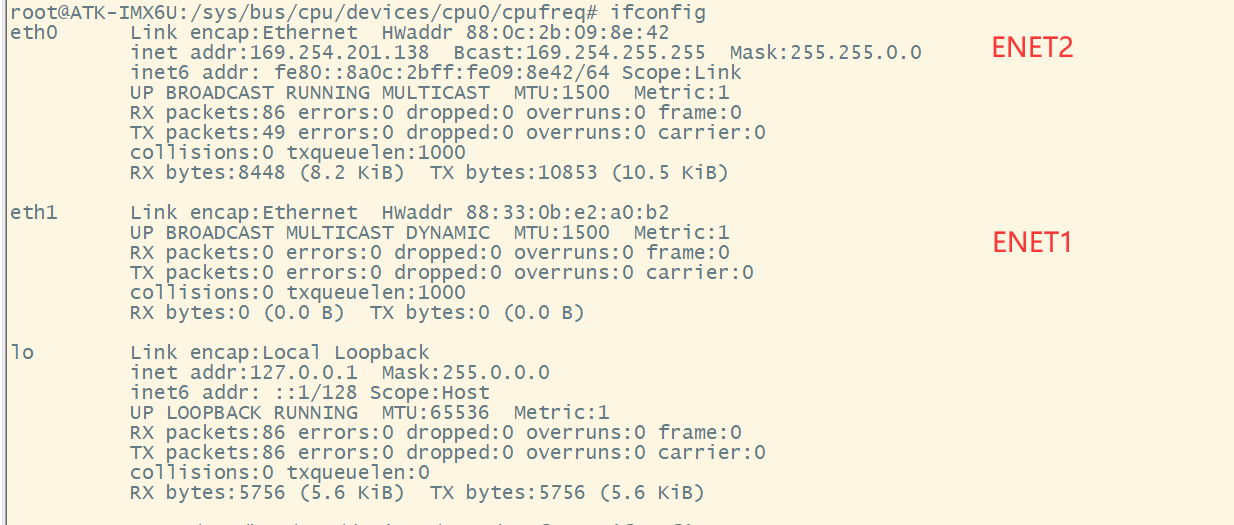 root@ATK-IMX6U:/sys/bus/cpu/devices/cpu0/cpufreq# ifconfig
eth0 Link encap:Ethernet HWaddr 88:0c:2b:09:8e:42
inet addr:169.254.201.138 Bcast:169.254.255.255 Mask:255.255.0.0 ENET2
inet6 addr: fe80::8a0c:2bff:fe09:8e42/64 Scope:Link
UP BROADCAST RUNNING MULTICAST MTU:1500 Metric:1
RX packets:86 errors:0 dropped:0 overruns:0 frame:0
TX packets:49 errors:0 dropped:0 overruns:0 carrier:0
collisions:0 txqueuelen:1000
RX bytes:8448 (8.2 KiB) TX bytes:10853 (10.5 KiB)
eth1 Link encap:Ethernet HWaddr 88:33:0b:e2:a0:b2
UP BROADCAST MULTICAST DYNAMIC MTU:1500 Metric:1 ENET1
RX packets:0 errors:0 dropped:0 overruns:0 frame:0
TX packets:0 errors:0 dropped:0 overruns:0 carrier:0
collisions:0 txqueuelen:1000
RX bytes:0 (0.0 B) TX bytes:0 (0.0 B)
lo Link encap:Local Loopback
inet addr:127.0.0.1 Mask:255.0.0.0
inet6 addr: ::1/128 Scope:Host
UP LOOPBACK RUNNING MTU:65536 Metric:1
RX packets:86 errors:0 dropped:0 overruns:0 frame:0
TX packets:86 errors:0 dropped:0 overruns:0 carrier:0
collisions:0 txqueuelen:0
RX bytes:5756 (5.6 KiB) TX bytes:5756 (5.6 KiB)